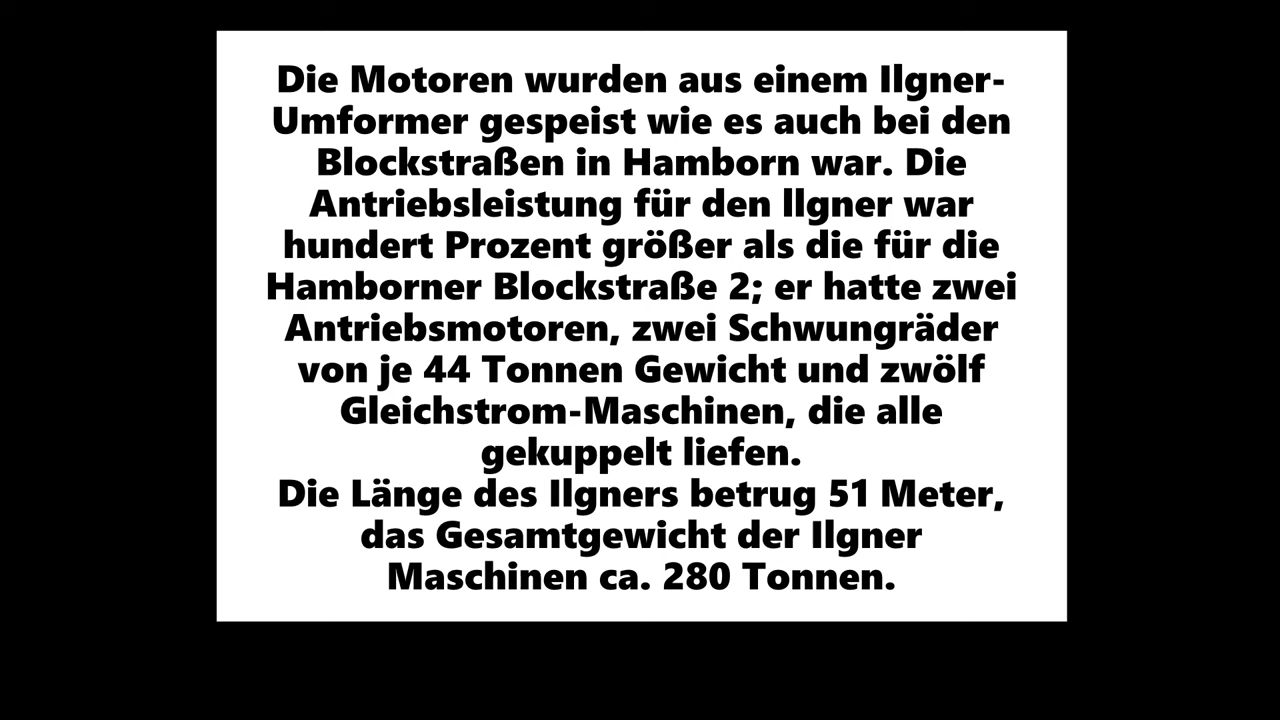 Die Motoren wurden aus einem Ilgner-
Umformer gespeist wie es auch bei den
Blockstraßen in Hamborn war. Die
Antriebsleistung für den llgner war
hundert Prozent größer als die für die
Hamborner Blockstraße 2; er hatte zwei
Antriebsmotoren, zwei Schwungräder
von je 44 Tonnen Gewicht und zwölf
Gleichstrom-Maschinen, die alle
gekuppelt liefen.
Die Länge des Ilgners betrug 51 Meter,
das Gesamtgewicht der Ilgner
Maschinen ca. 280 Tonnen.